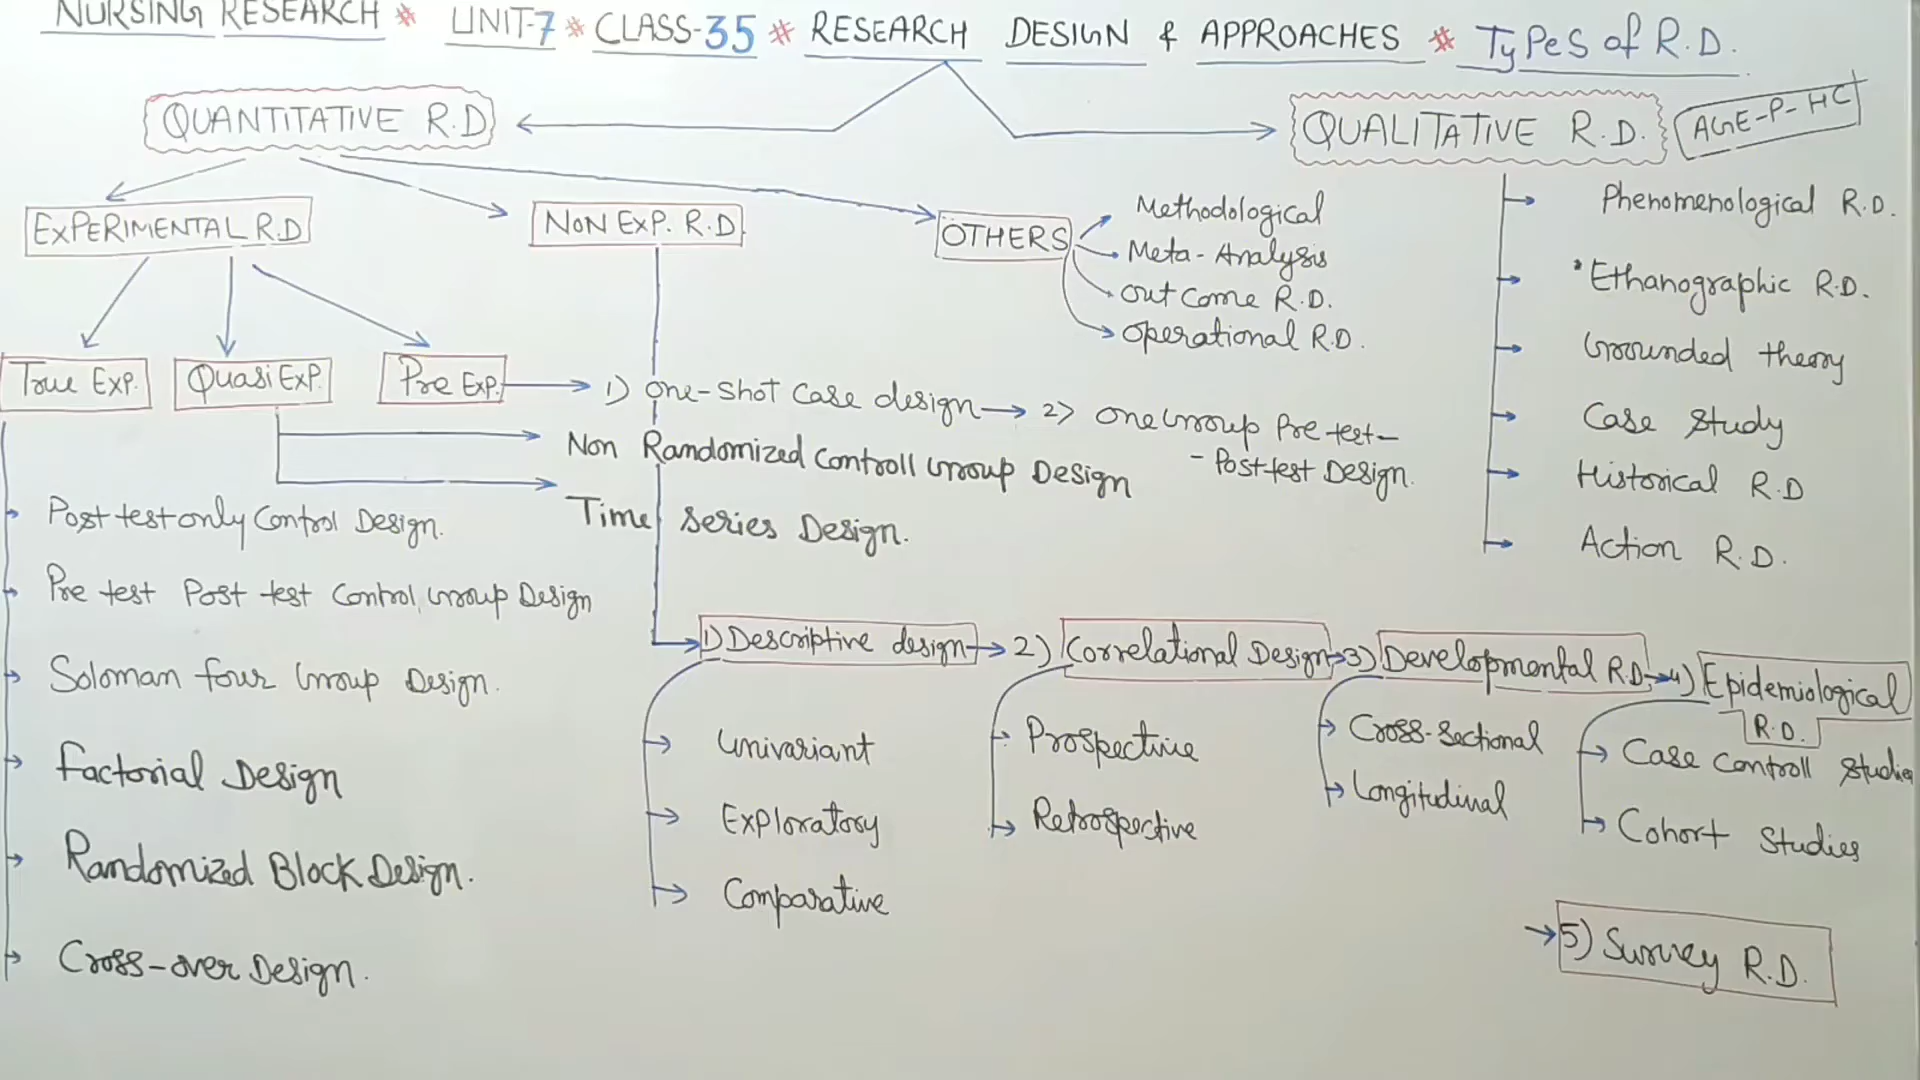 NURSING RESEARCH * UNIT-7 * CLASS-35 * RESEARCH DESIGN & APPROACHES * TYPES of R.D.
QUANTITATIVE R.D
QUALITATIVE R.D.
AGE-P-HC
EXPERIMENTAL R.D
NON EXP. R.D
OTHERS
Methodological
Meta-Analysis
Out Come R.D.
Operational R.D.
Phenomenological R.D.
Ethanographic R.D.
Grounded theory
Case Study
Historical R.D
Action R.D.
True Exp.
Quasi Exp.
Pre Exp.
1) One-Shot Case design
2) One Group Pre test-
- Post test Design.
Non Randomized Controll Group Design
Time series Design.
Post test only Control Design.
Pre test Post test Control Group Design
Soloman four Group Design.
Factorial Design
Randomized Block Design.
Cross-over Design.
1) Descriptive design
2) Correlational Design
3) Developmental R.D.
4) Epidemiological
R.D.
Univariant
Exploratory
Comparative
Prospective
Retrospective
Cross-Sectional
Longitudinal
Case Controll Studies
Cohort Studies
5) Survey R.D.